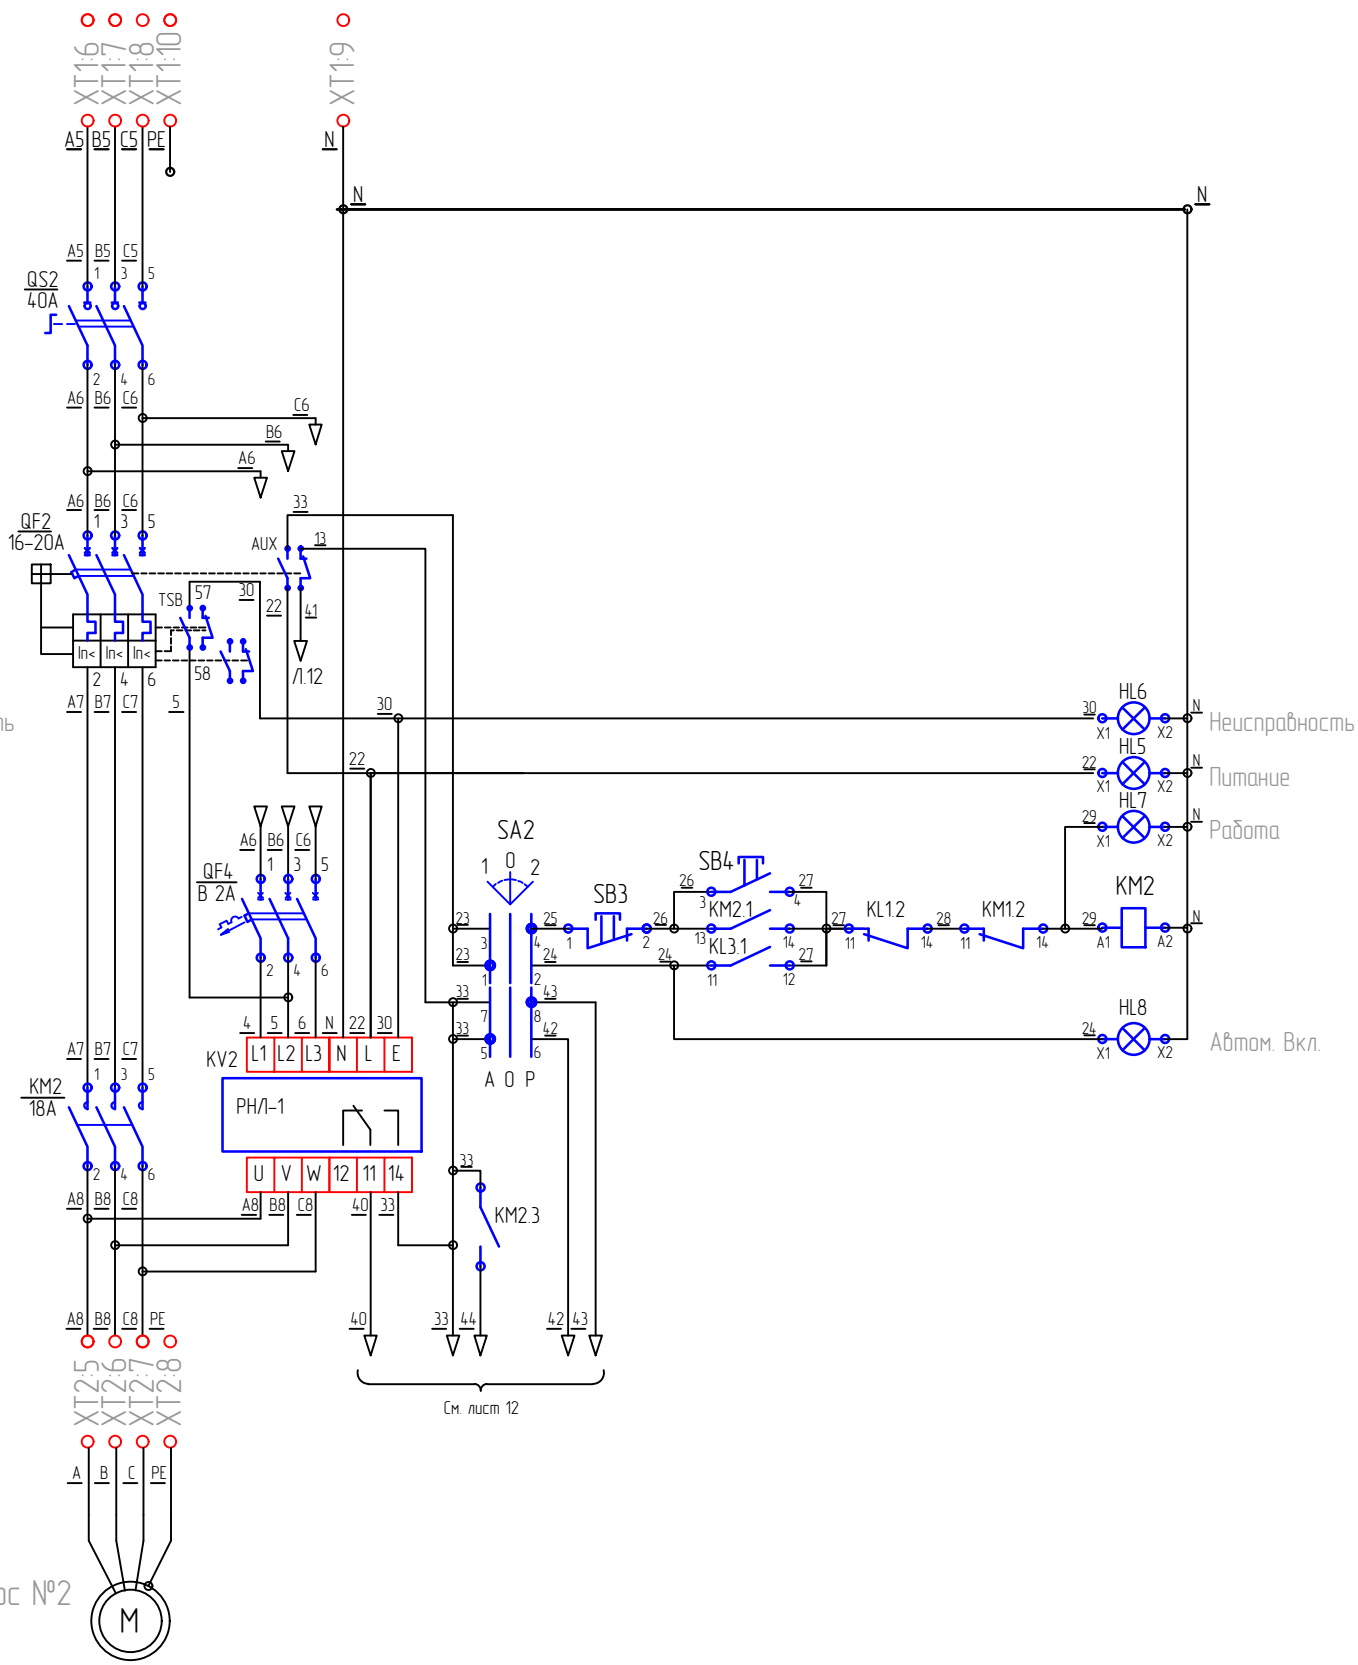 XT1:6 XT1:7 XT1:8 XT1:10 XT1:9
A5 B5 C5 PE N
N N
A5 B5 C5
1 3 5
QS2
40A
2 4 6
A6 B6 C6
C6
B6
A6
A6 B6 C6 33
QF2 1 3 5
16-20A
AUX 13
TSB 57 30 22 41
In< In< In<
2 4 6 58 Л.12
A7 B7 C7 5
30 30 HL6 N
X1 X2
ть Неисправность
22 22 HL5 N
X1 X2 Питание
29 HL7 N
X1 X2 Работа
A6 B6 C6
QF4 1 3 5
В 2А
2 4 6
SA2
1 0 2
23 3 4 25
23 1 2 24
33 7 8 43
33 5 6 42
А О Р
SB3
1 2 26
SB4
26 3 4 27
KM2.1
13 14 27
KL3.1
24 11 12 27
KL1.2
11 14 28
KM1.2
11 14 29
KM2
A1 A2 N
24 HL8
X1 X2 Автом. Вкл.
4 5 6 N 22 30
KV2 L1 L2 L3 N L E
РНЛ-1
U V W 12 11 14
A8 B8 C8 40 33
A7 B7 C7
KM2 1 3 5
18A
2 4 6
A8 B8 C8
33
KM2.3
A8 B8 C8 PE 40 33 44 42 43
XT2:5 XT2:6 XT2:7 XT2:8
См. лист 12
A B C PE
ос №2
M